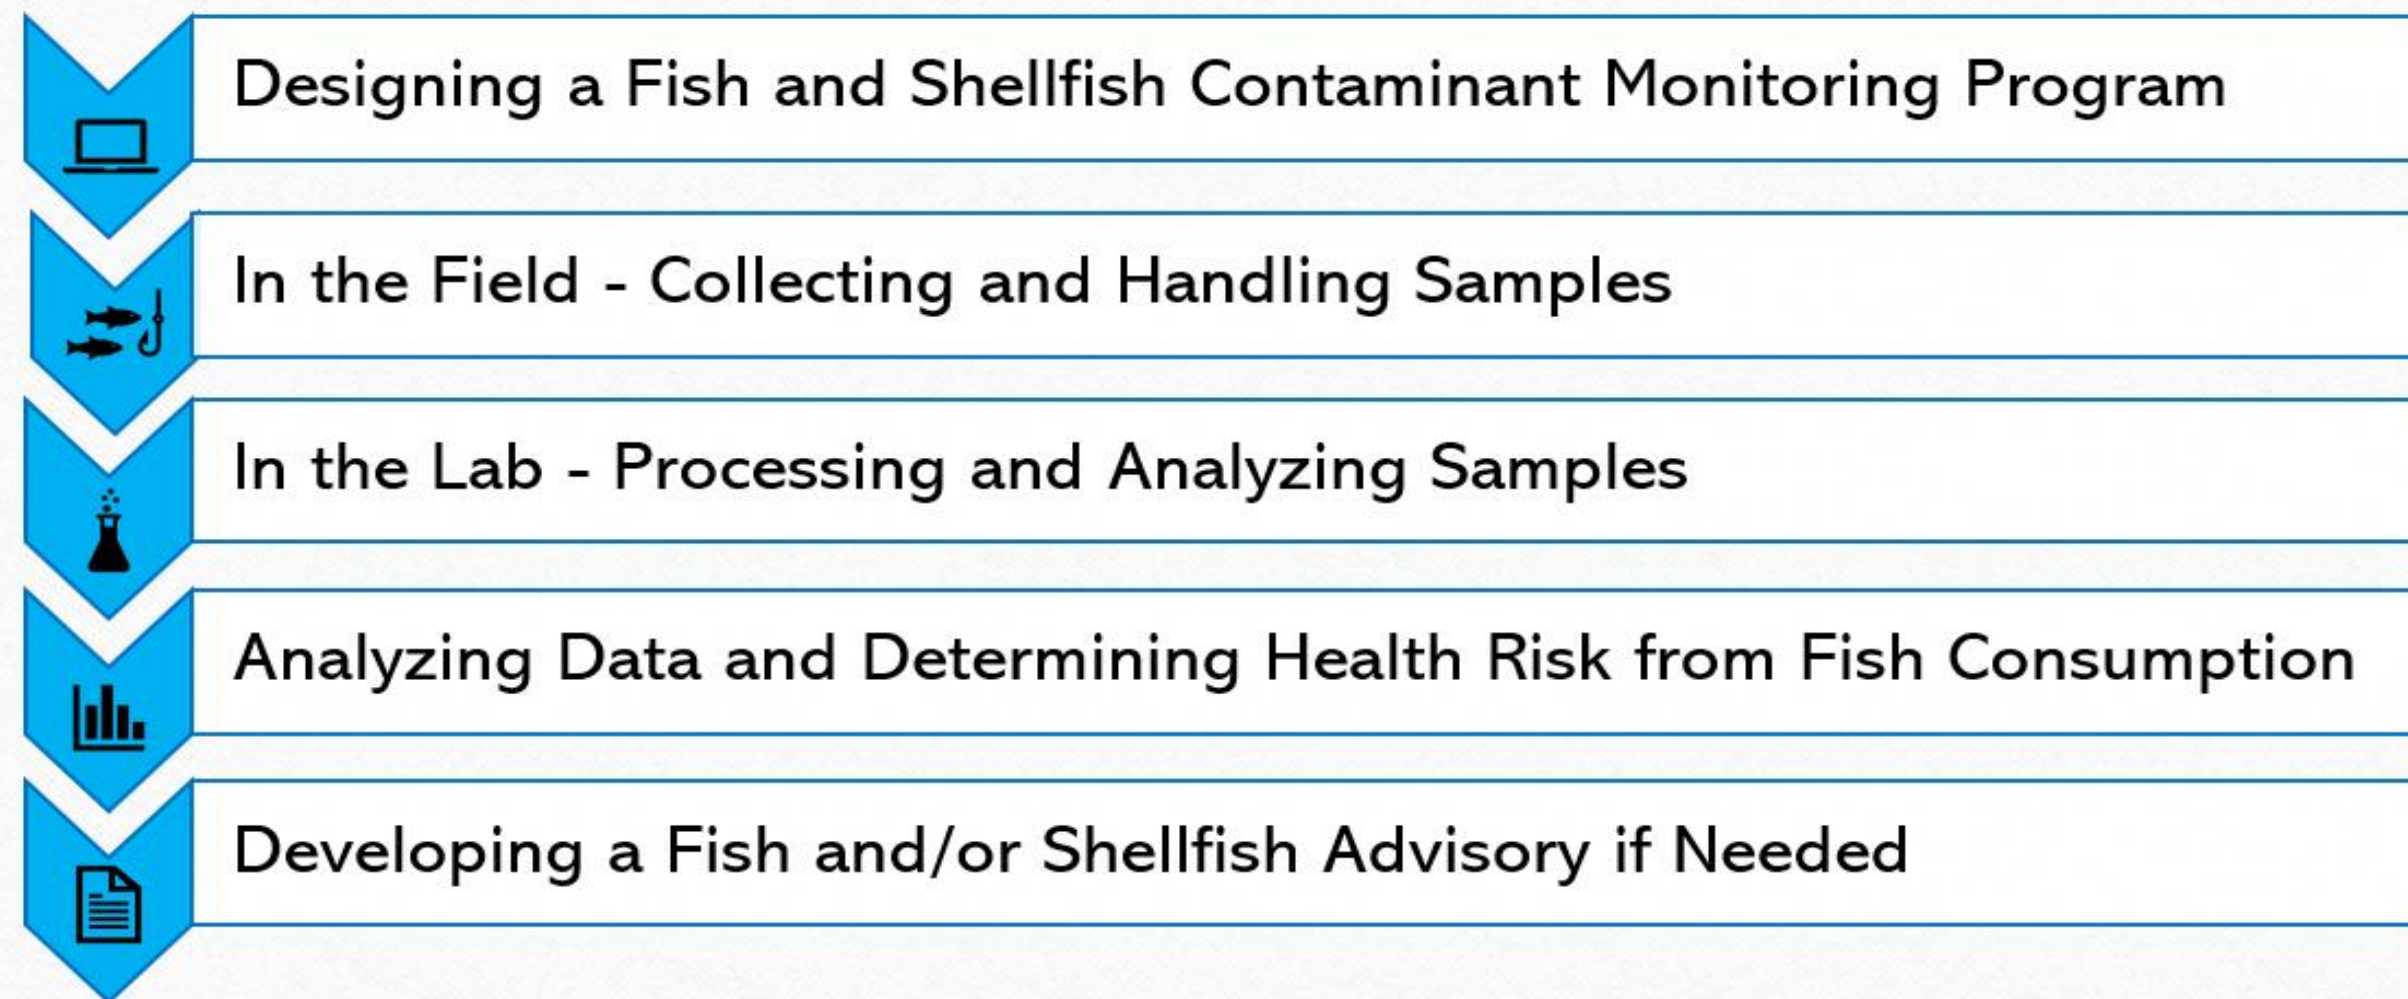 Designing a Fish and Shellfish Contaminant Monitoring Program
In the Field - Collecting and Handling Samples
In the Lab - Processing and Analyzing Samples
Analyzing Data and Determining Health Risk from Fish Consumption
Developing a Fish and/or Shellfish Advisory if Needed